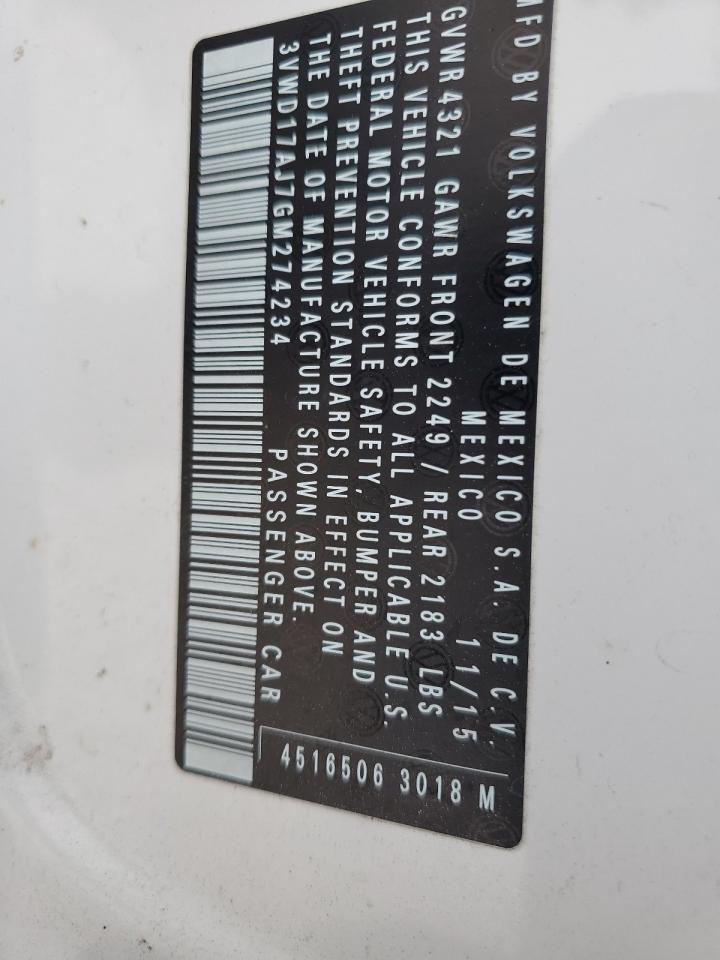 MFD BY VOLKSWAGEN DE MEXICO S.A. DE C.V.
MEXICO 11/15
GVWR 4321 GAWR FRONT 2249/ REAR 2183 LBS
THIS VEHICLE CONFORMS TO ALL APPLICABLE U.S
FEDERAL MOTOR VEHICLE SAFETY, BUMPER AND
THEFT PREVENTION STANDARDS IN EFFECT ON
THE DATE OF MANUFACTURE SHOWN ABOVE.
3VWD17AJ7GM274234 PASSENGER CAR
4516506 3018 M